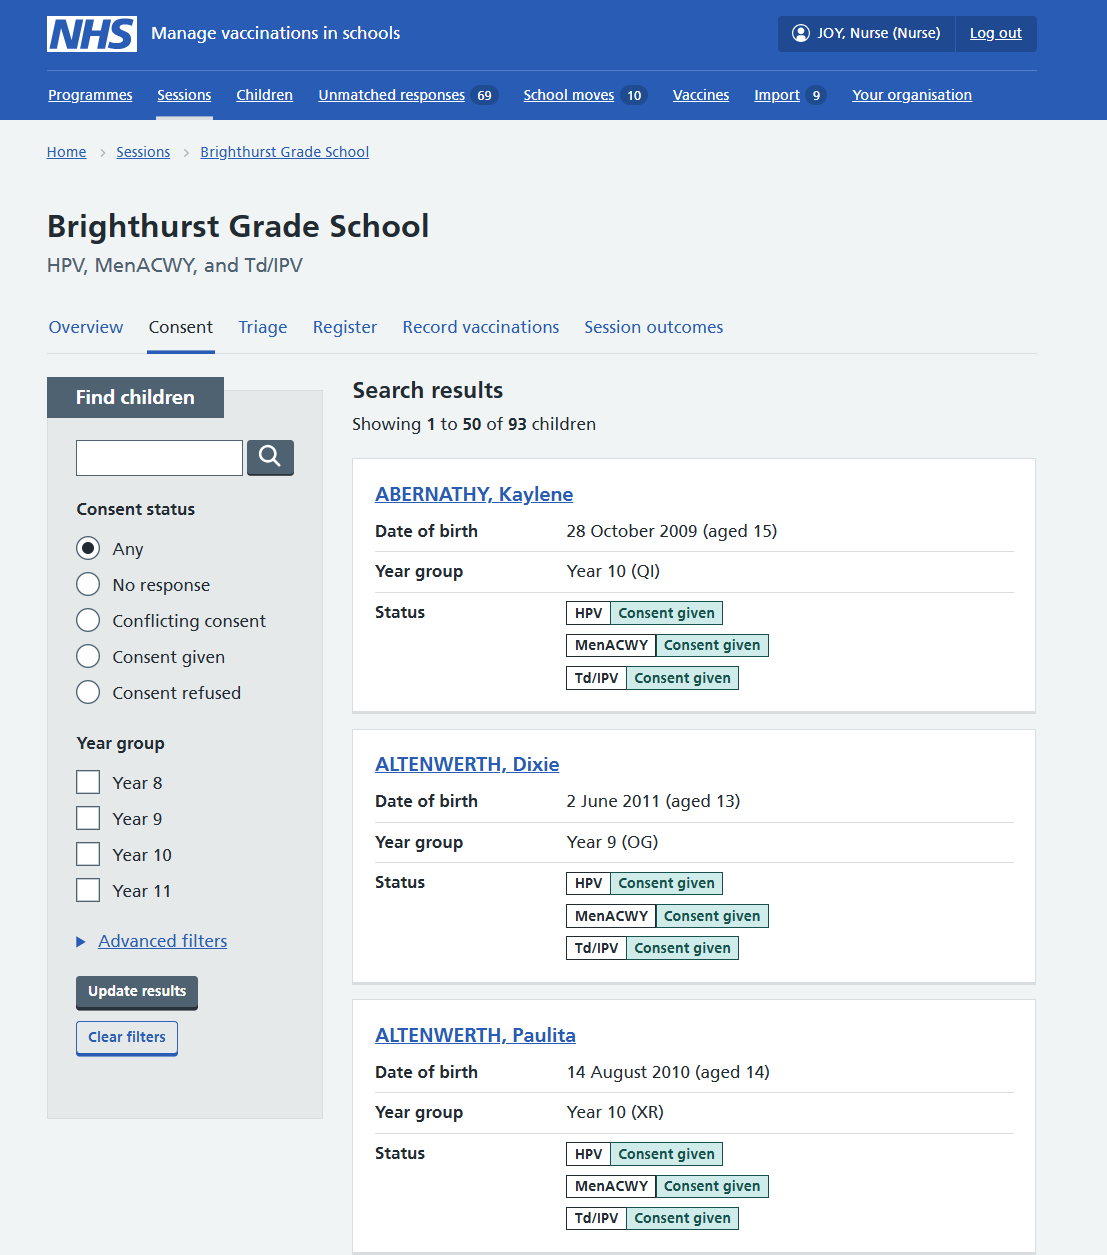 NHS Manage vaccinations in schools JOY, Nurse (Nurse) Log out
Programmes Sessions Children Unmatched responses 69 School moves 10 Vaccines Import 9 Your organisation
Home > Sessions > Brighthurst Grade School
Brighthurst Grade School
HPV, MenACWY, and Td/IPV
Overview Consent Triage Register Record vaccinations Session outcomes
Find children
Consent status
Any
No response
Conflicting consent
Consent given
Consent refused
Year group
Year 8
Year 9
Year 10
Year 11
Advanced filters
Update results
Clear filters
Search results
Showing 1 to 50 of 93 children
ABERNATHY, Kaylene
Date of birth 28 October 2009 (aged 15)
Year group Year 10 (QI)
Status HPV Consent given
MenACWY Consent given
Td/IPV Consent given
ALTENWERTH, Dixie
Date of birth 2 June 2011 (aged 13)
Year group Year 9 (OG)
Status HPV Consent given
MenACWY Consent given
Td/IPV Consent given
ALTENWERTH, Paulita
Date of birth 14 August 2010 (aged 14)
Year group Year 10 (XR)
Status HPV Consent given
MenACWY Consent given
Td/IPV Consent given